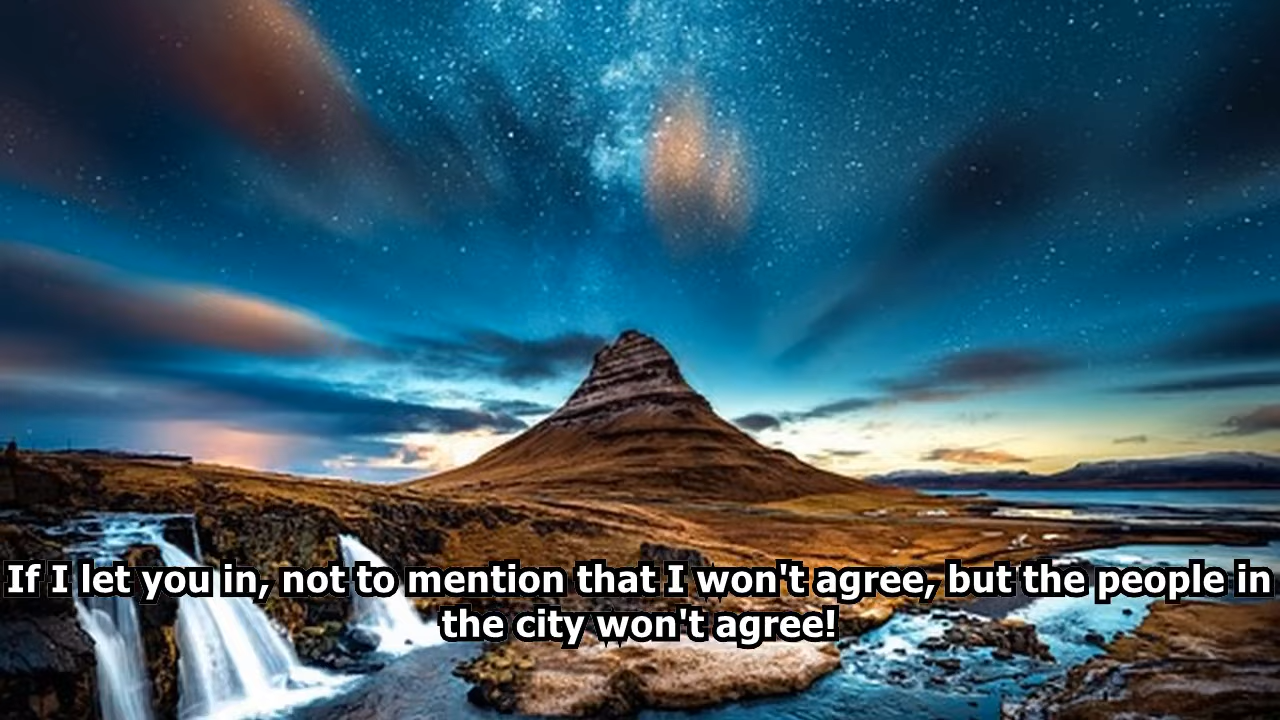 If I let you in, not to mention that I won't agree, but the people in
the city won't agree!